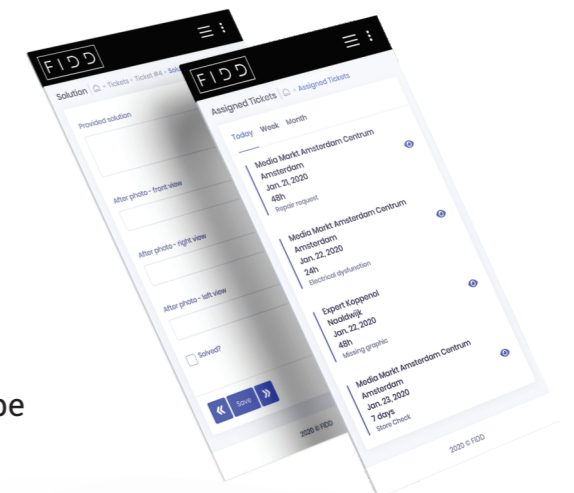 FIDD
Solution - Tickets - Ticket #4 - Solu
Provided solution
After photo - front view
After photo - right view
After photo - left view
Solved?
« Save »
2020 © FIDD
FIDD
Assigned Tickets - Assigned Tickets
Today Week Month
Media Markt Amsterdam Centrum
Amsterdam
Jan. 21, 2020
48h
Repair request
Media Markt Amsterdam Centrum
Amsterdam
Jan. 22, 2020
24h
Electrical dysfunction
Expert Koppenol
Naaldwijk
Jan. 22, 2020
48h
Missing graphic
Media Markt Amsterdam Centrum
Amsterdam
Jan. 23, 2020
7 days
Store Check
2020 © FIDD